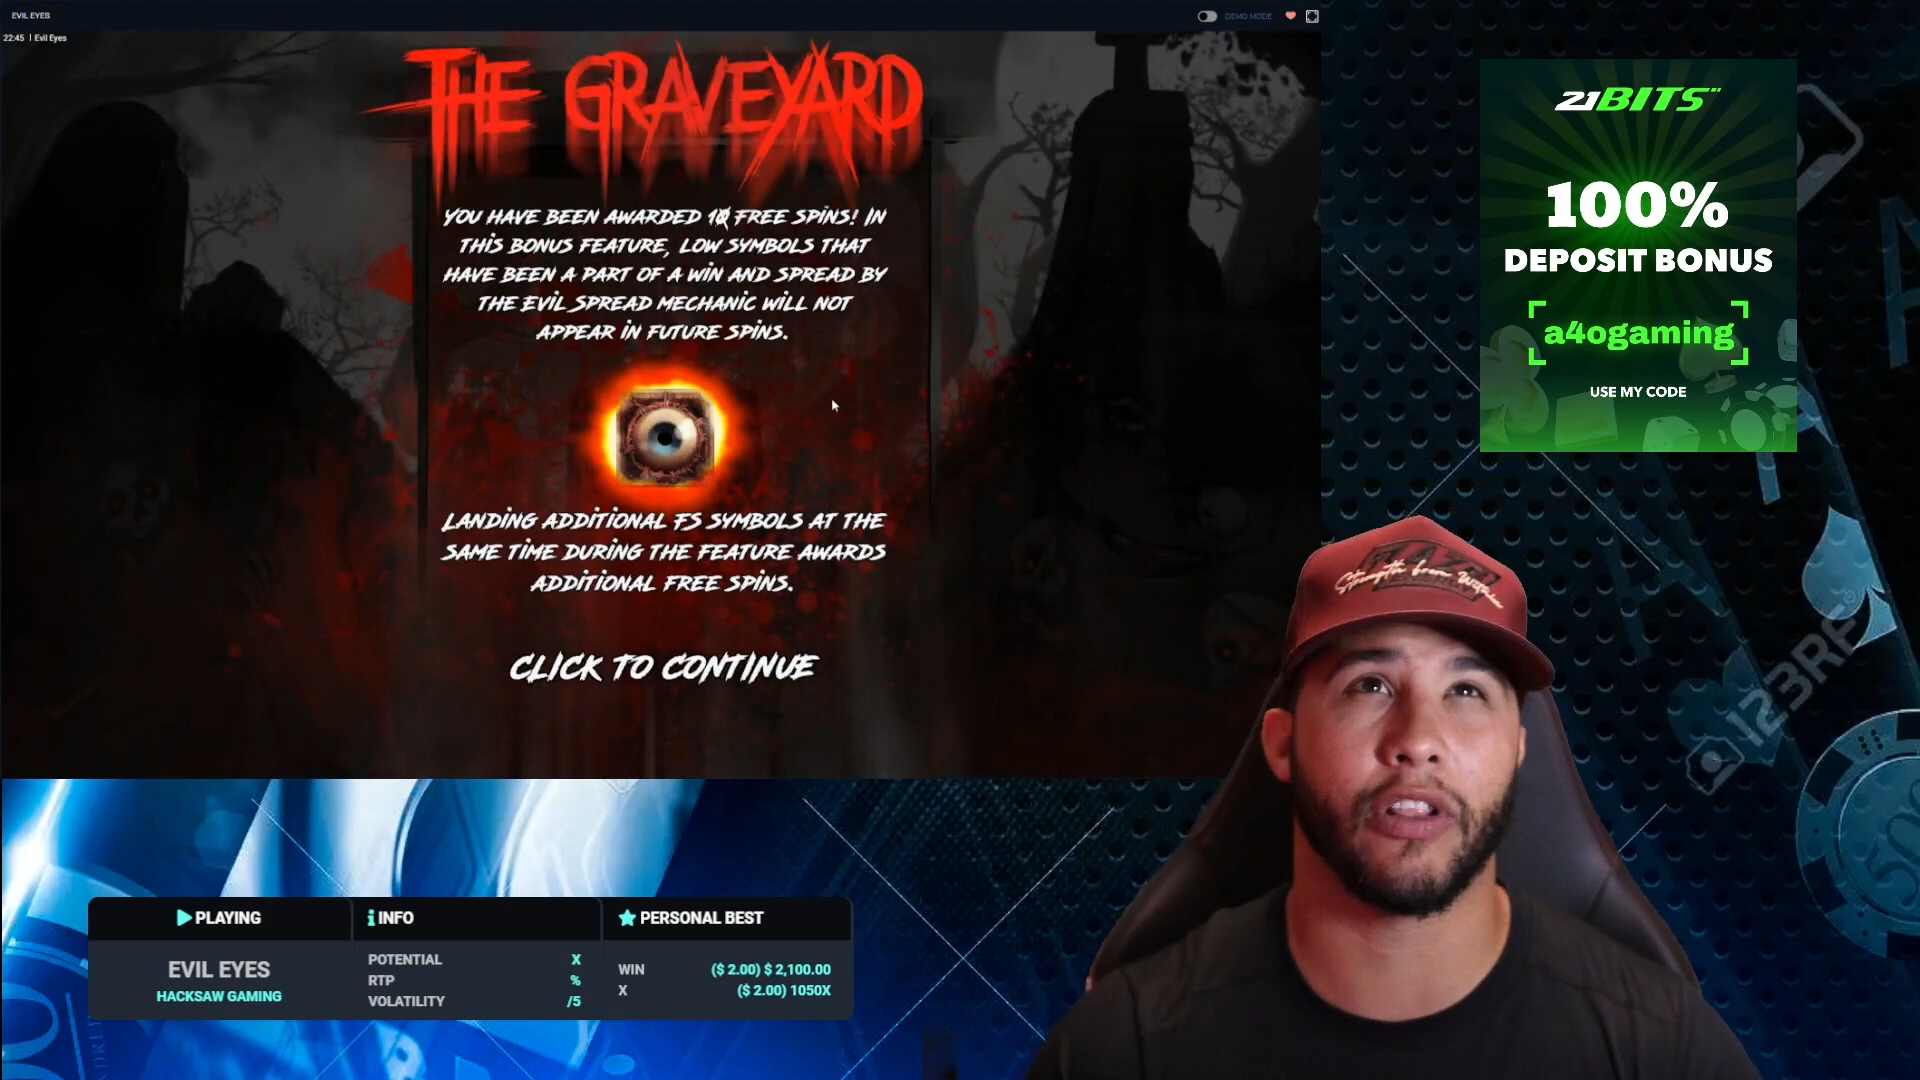 EVIL EYES
DEMO MODE
22:45 | Evil Eyes
THE GRAVEYARD
YOU HAVE BEEN AWARDED 10 FREE SPINS! IN
THIS BONUS FEATURE, LOW SYMBOLS THAT
HAVE BEEN A PART OF A WIN AND SPREAD BY
THE EVIL SPREAD MECHANIC WILL NOT
APPEAR IN FUTURE SPINS.
LANDING ADDITIONAL FS SYMBOLS AT THE
SAME TIME DURING THE FEATURE AWARDS
ADDITIONAL FREE SPINS.
CLICK TO CONTINUE
21BITS
100%
DEPOSIT BONUS
a4ogaming
USE MY CODE
Strength from Within
123RF
PLAYING
EVIL EYES
HACKSAW GAMING
INFO
POTENTIAL X
RTP %
VOLATILITY /5
PERSONAL BEST
WIN ($ 2.00) $ 2,100.00
X ($ 2.00) 1050X